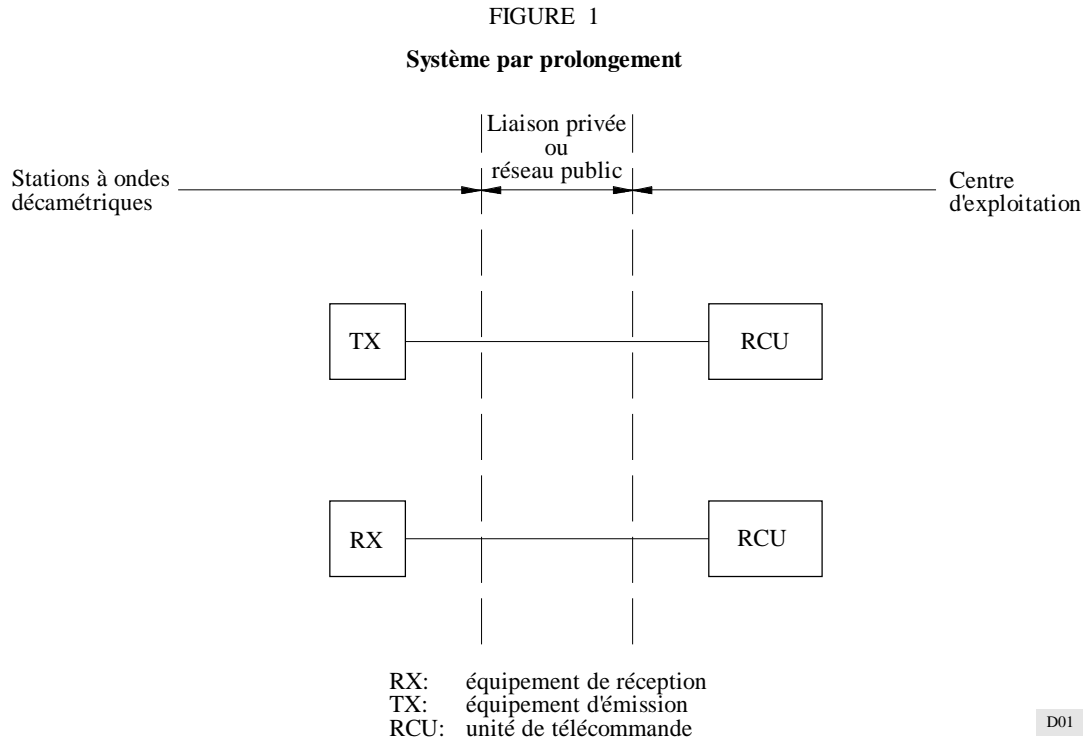 FIGURE 1
Système par prolongement
Liaison privée
ou
réseau public
Stations à ondes
décamétriques
Centre
d'exploitation
TX
RCU
RX
RCU
RX: équipement de réception
TX: équipement d'émission
RCU: unité de télécommande
D01